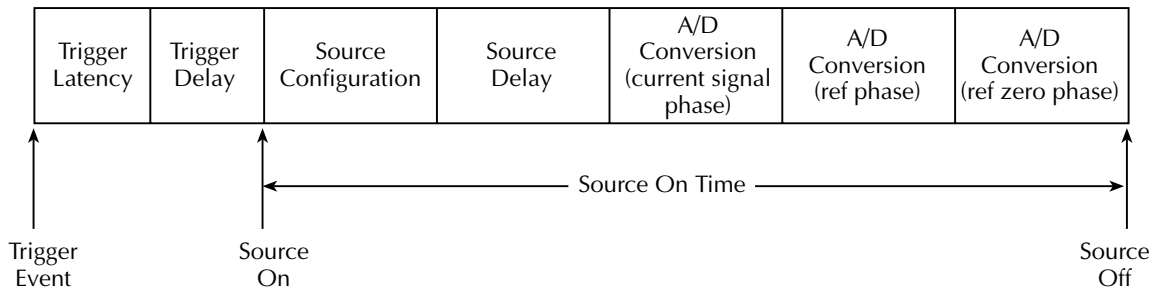 Trigger
Latency
Trigger
Delay
Source
Configuration
Source
Delay
A/D
Conversion
(current signal
phase)
A/D
Conversion
(ref phase)
A/D
Conversion
(ref zero phase)
Source On Time
Trigger
Event
Source
On
Source
Off